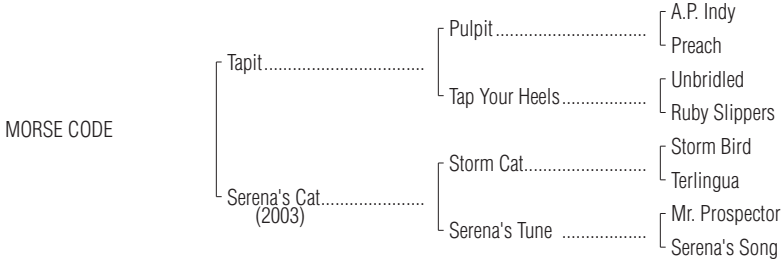 A.P. Indy
Pulpit..................................
Preach
Tapit...................................
Unbridled
Tap Your Heels...................
Ruby Slippers
MORSE CODE
Storm Bird
Storm Cat...........................
Terlingua
Serena's Cat.......................
(2003)
Mr. Prospector
Serena's Tune ..................
Serena's Song